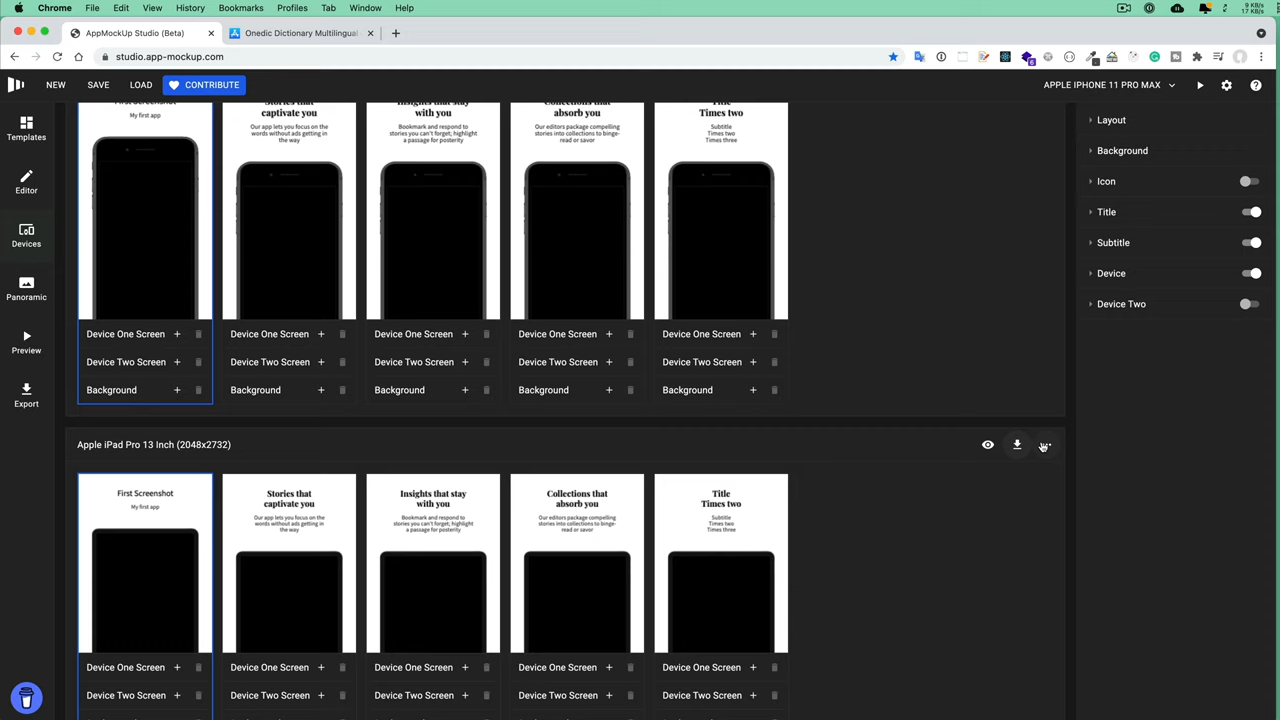 Chrome File Edit View History Bookmarks Profiles Tab Window Help
9 KB/s
17 KB/s
AppMockUp Studio (Beta)
Onedic Dictionary Multilingual
studio.app-mockup.com
NEW SAVE LOAD CONTRIBUTE APPLE IPHONE 11 PRO MAX
Templates
Editor
Devices
Panoramic
Preview
Export
First Screenshot
My first app
Stories that
captivate you
Our app lets you focus on the
words without ads getting in
the way
Insights that stay
with you
Bookmark and respond to
stories you can't forget; highlight
a passage for posterity
Collections that
absorb you
Our editors package compelling
stories into collections to binge-
read or savor
Title
Times two
Subtitle
Times two
Times three
Device One Screen Device One Screen Device One Screen Device One Screen Device One Screen
Device Two Screen Device Two Screen Device Two Screen Device Two Screen Device Two Screen
Background Background Background Background Background
Apple iPad Pro 13 Inch (2048x2732)
First Screenshot
My first app
Stories that
captivate you
Our app lets you focus on the
words without ads getting in
the way
Insights that stay
with you
Bookmark and respond to
stories you can't forget; highlight
a passage for posterity
Collections that
absorb you
Our editors package compelling
stories into collections to binge-
read or savor
Title
Times two
Subtitle
Times two
Times three
Device One Screen Device One Screen Device One Screen Device One Screen Device One Screen
Device Two Screen Device Two Screen Device Two Screen Device Two Screen Device Two Screen
Layout
Background
Icon
Title
Subtitle
Device
Device Two